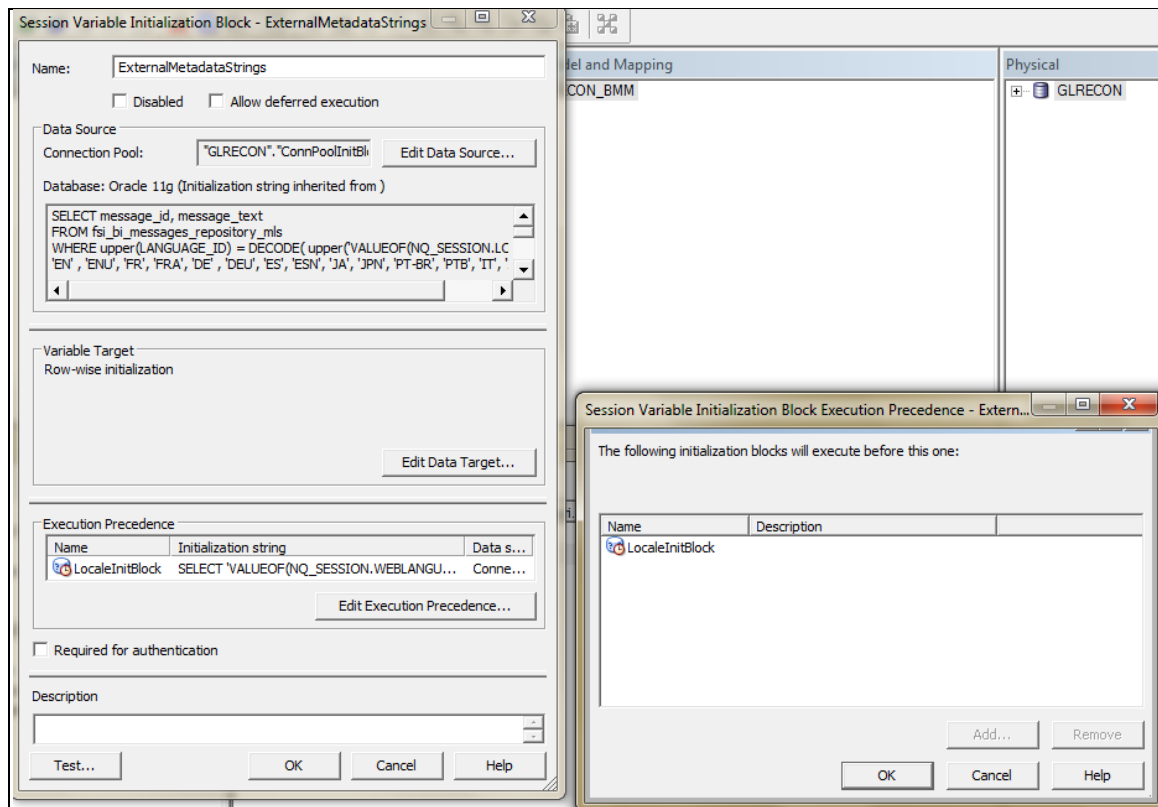 Session Variable Initialization Block - ExternalMetadataStrings
Name: ExternalMetadataStrings
Disabled Allow deferred execution
Data Source
Connection Pool: "GLRECON"."ConnPoolInitBl Edit Data Source...
Database: Oracle 11g (Initialization string inherited from )
SELECT message_id, message_text
FROM fsi_bi_messages_repository_mls
WHERE upper(LANGUAGE_ID) = DECODE( upper('VALUEOF(NQ_SESSION.LC
'EN' , 'ENU', 'FR', 'FRA', 'DE' , 'DEU', 'ES', 'ESN', 'JA', 'JPN', 'PT-BR', 'PTB', 'IT', '
Variable Target
Row-wise initialization
Edit Data Target...
Execution Precedence
Name Initialization string Data s...
LocaleInitBlock SELECT 'VALUEOF(NQ_SESSION.WEBLANGU... Conne...
Edit Execution Precedence...
Required for authentication
Description
Test... OK Cancel Help
del and Mapping
CON_BMM
Physical
GLRECON
Session Variable Initialization Block Execution Precedence - Extern...
The following initialization blocks will execute before this one:
Name Description
LocaleInitBlock
Add... Remove
OK Cancel Help